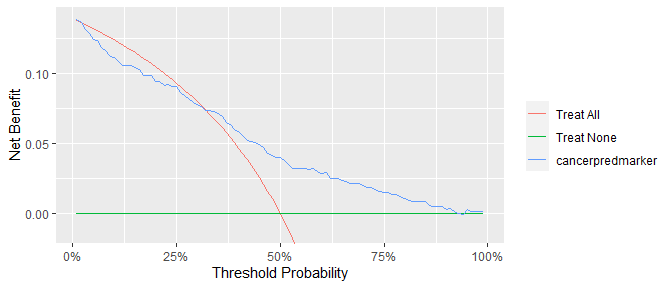 0.10
0.05
0.00
Net Benefit
0%
25%
50%
75%
100%
Threshold Probability
Treat All
Treat None
cancerpredmarker